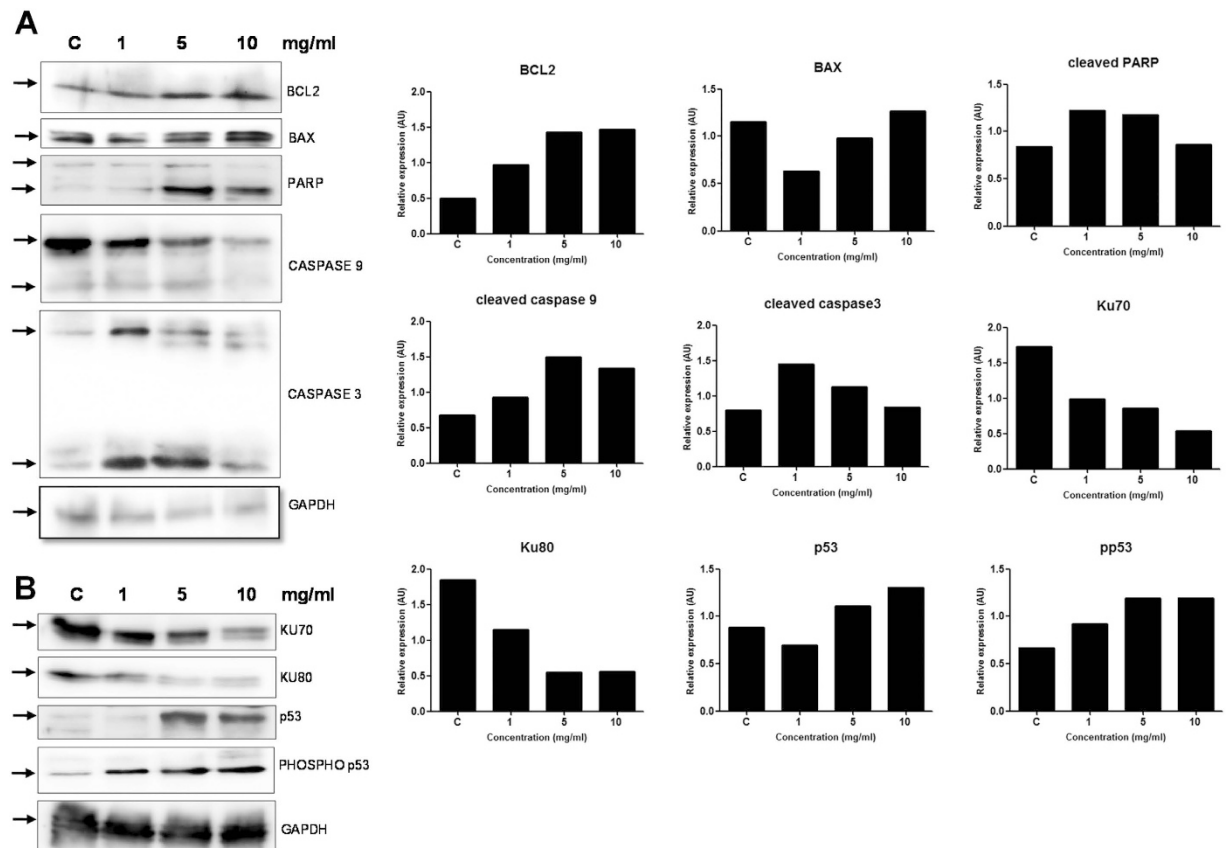 A
C 1 5 10 mg/ml
BCL2
BAX
PARP
CASPASE 9
CASPASE 3
GAPDH
B
C 1 5 10 mg/ml
KU70
KU80
p53
PHOSPHO p53
GAPDH
BCL2
Relative expression (AU)
2.0
1.5
1.0
0.5
0.0
C 1 5 10
Concentration (mg/ml)
BAX
Relative expression (AU)
1.5
1.0
0.5
0.0
C 1 5 10
Concentration (mg/ml)
cleaved PARP
Relative expression (AU)
1.5
1.0
0.5
0.0
C 1 5 10
Concentration (mg/ml)
cleaved caspase 9
Relative expression (AU)
2.0
1.5
1.0
0.5
0.0
C 1 5 10
Concentration (mg/ml)
cleaved caspase3
Relative expression (AU)
2.0
1.5
1.0
0.5
0.0
C 1 5 10
Concentration (mg/ml)
Ku70
Relative expression (AU)
2.0
1.5
1.0
0.5
0.0
C 1 5 10
Concentration (mg/ml)
Ku80
Relative expression (AU)
2.0
1.5
1.0
0.5
0.0
C 1 5 10
Concentration (mg/ml)
p53
Relative expression (AU)
1.5
1.0
0.5
0.0
C 1 5 10
Concentration (mg/ml)
pp53
Relative expression (AU)
1.5
1.0
0.5
0.0
C 1 5 10
Concentration (mg/ml)